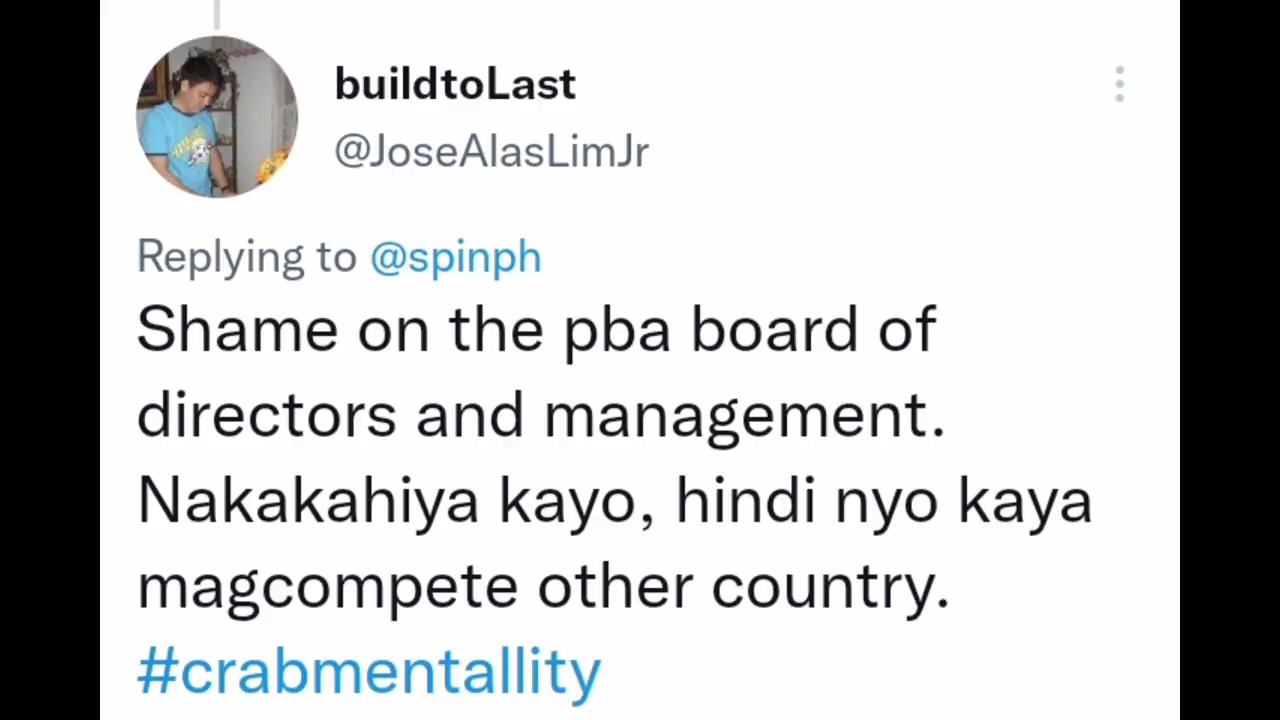 buildtoLast
@JoseAlasLimJr
Replying to @spinph
Shame on the pba board of
directors and management.
Nakakahiya kayo, hindi nyo kaya
magcompete other country.
#crabmentallity